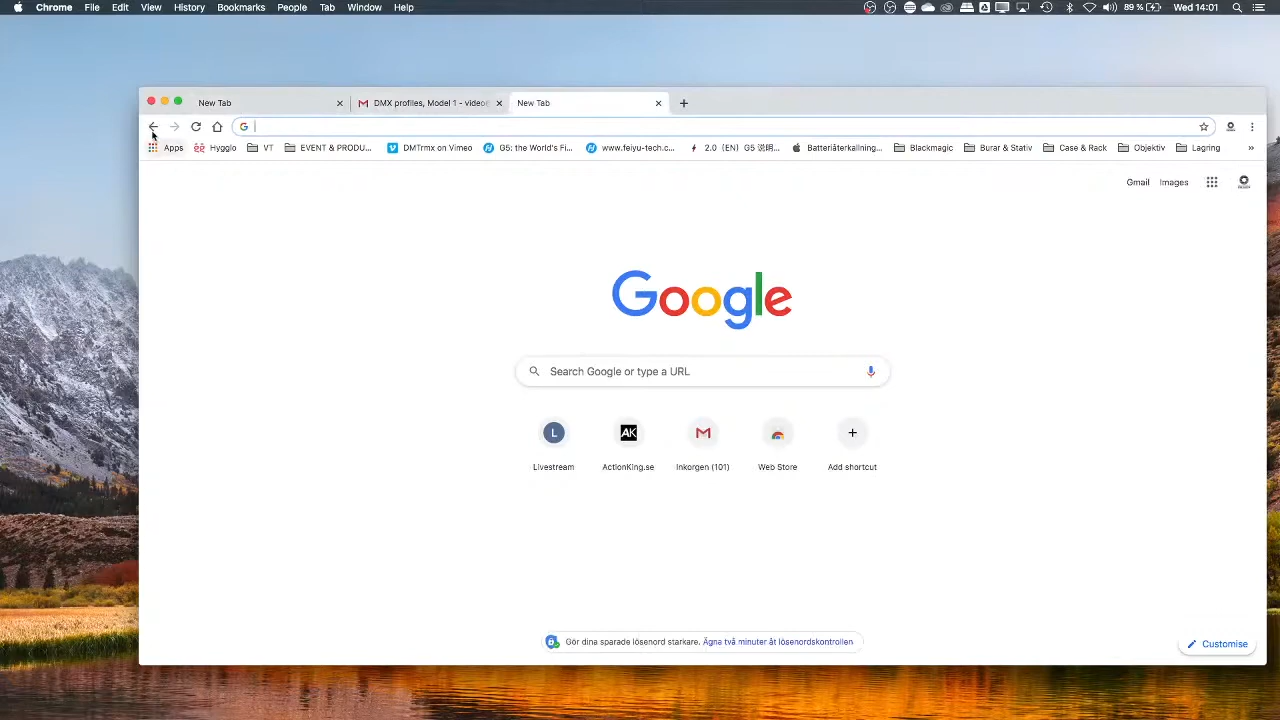 Chrome File Edit View History Bookmarks People Tab Window Help 89 % Wed 14:01
New Tab DMX profiles, Model 1 - video New Tab
Apps Hygglo VT EVENT & PRODU... DMTrmx on Vimeo G5: the World's Fi... www.feiyu-tech.c... 2.0（EN）G5 说明... Batteriåterkallning... Blackmagic Burar & Stativ Case & Rack Objektiv Lagring »
Gmail Images
Google
Search Google or type a URL
L AK
Livestream ActionKing.se Inkorgen (101) Web Store Add shortcut
Gör dina sparade lösenord starkare. Ägna två minuter åt lösenordskontrollen
Customise